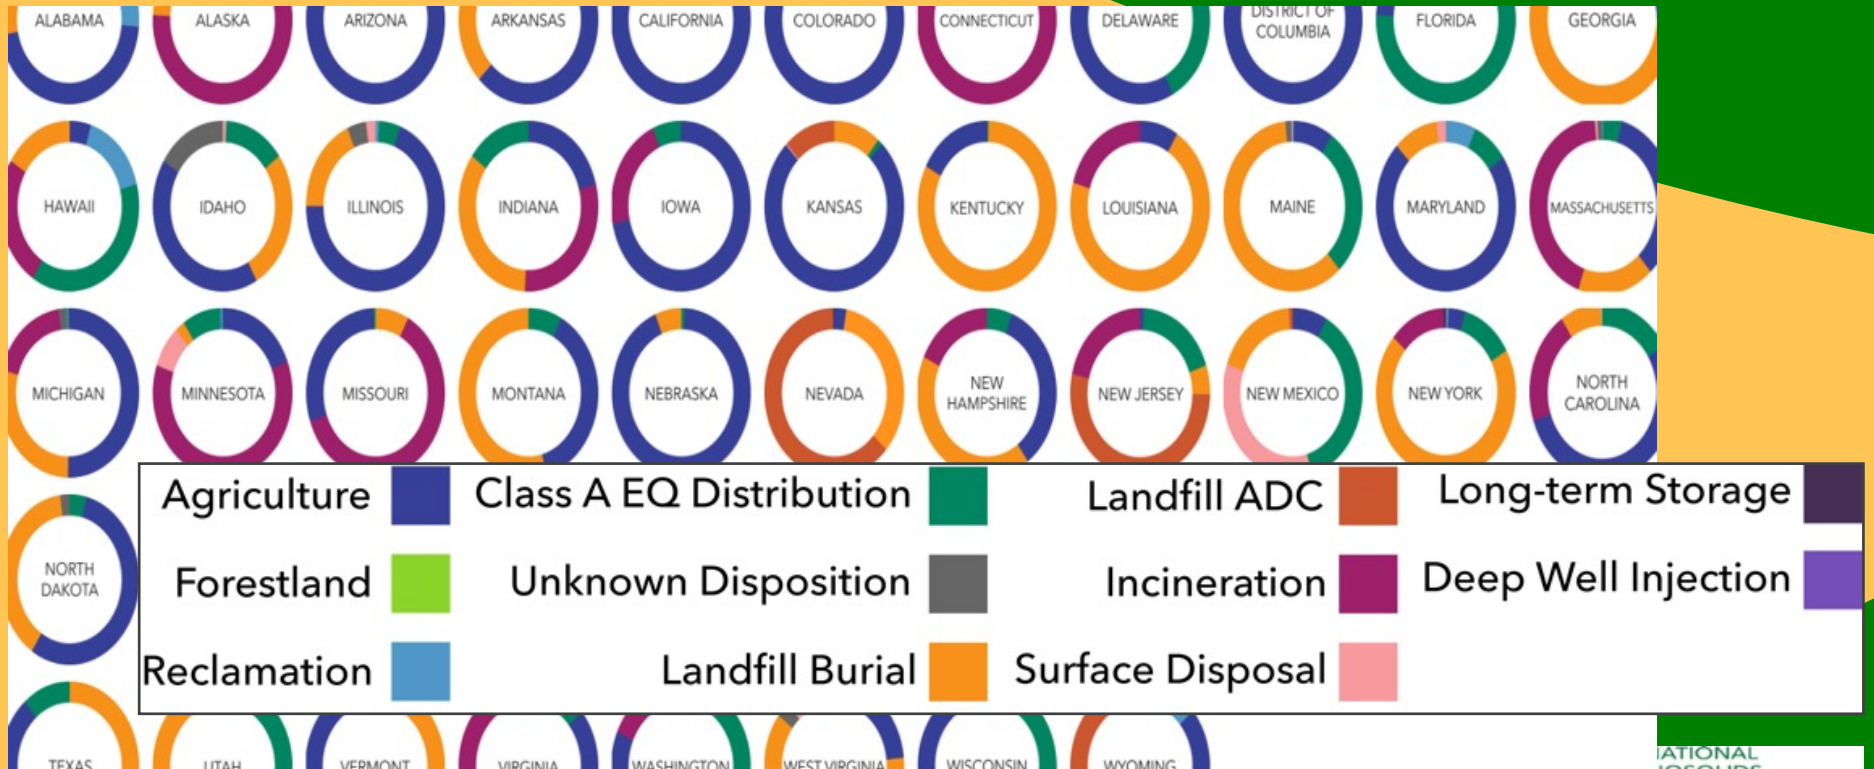 ALABAMA
ALASKA
ARIZONA
ARKANSAS
CALIFORNIA
COLORADO
CONNECTICUT
DELAWARE
DISTRICT OF
COLUMBIA
FLORIDA
GEORGIA
HAWAII
IDAHO
ILLINOIS
INDIANA
IOWA
KANSAS
KENTUCKY
LOUISIANA
MAINE
MARYLAND
MASSACHUSETTS
MICHIGAN
MINNESOTA
MISSOURI
MONTANA
NEBRASKA
NEVADA
NEW
HAMPSHIRE
NEW JERSEY
NEW MEXICO
NEW YORK
NORTH
CAROLINA
NORTH
DAKOTA
Agriculture
Class A EQ Distribution
Landfill ADC
Long-term Storage
Forestland
Unknown Disposition
Incineration
Deep Well Injection
Reclamation
Landfill Burial
Surface Disposal
TEXAS
UTAH
VERMONT
VIRGINIA
WASHINGTON
WEST VIRGINIA
WISCONSIN
WYOMING